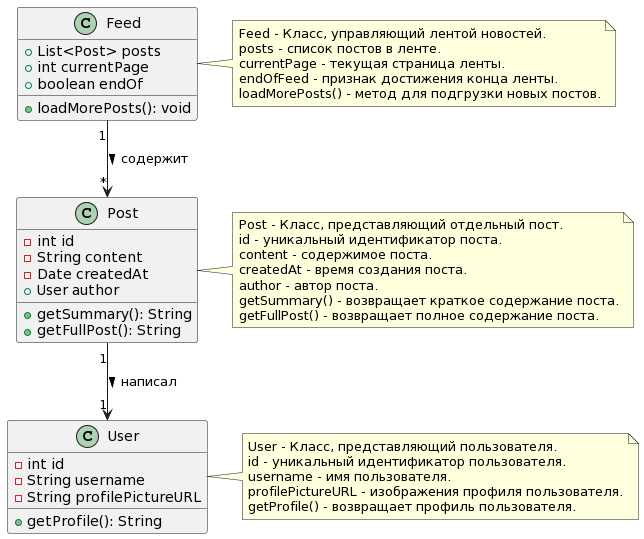 C Feed
List<Post> posts
int currentPage
boolean endOf
loadMorePosts(): void
Feed - Класс, управляющий лентой новостей.
posts - список постов в ленте.
currentPage - текущая страница ленты.
endOfFeed - признак достижения конца ленты.
loadMorePosts() - метод для подгрузки новых постов.
1
содержит
*
C Post
int id
String content
Date createdAt
User author
getSummary(): String
getFullPost(): String
Post - Класс, представляющий отдельный пост.
id - уникальный идентификатор поста.
content - содержимое поста.
createdAt - время создания поста.
author - автор поста.
getSummary() - возвращает краткое содержание поста.
getFullPost() - возвращает полное содержание поста.
1
написал
1
C User
int id
String username
String profilePictureURL
getProfile(): String
User - Класс, представляющий пользователя.
id - уникальный идентификатор пользователя.
username - имя пользователя.
profilePictureURL - изображения профиля пользователя.
getProfile() - возвращает профиль пользователя.